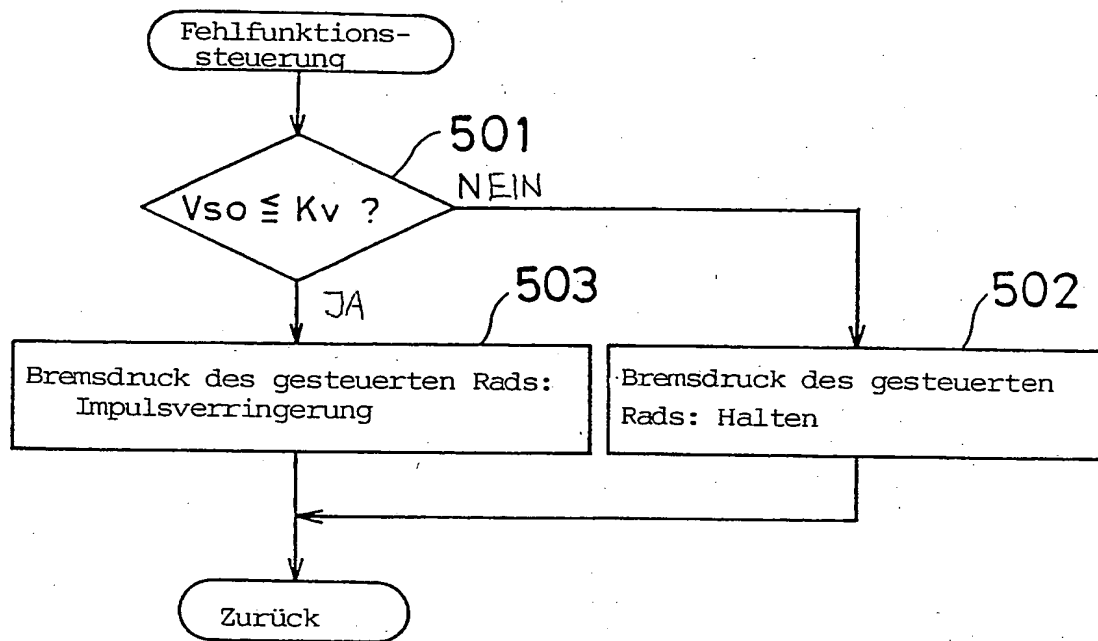 Fehlfunktions-
steuerung
501
Vso ≦ Kv ?
NEIN
JA
503
502
Bremsdruck des gesteuerten Rads:
Impulsverringerung
Bremsdruck des gesteuerten
Rads: Halten
Zurück